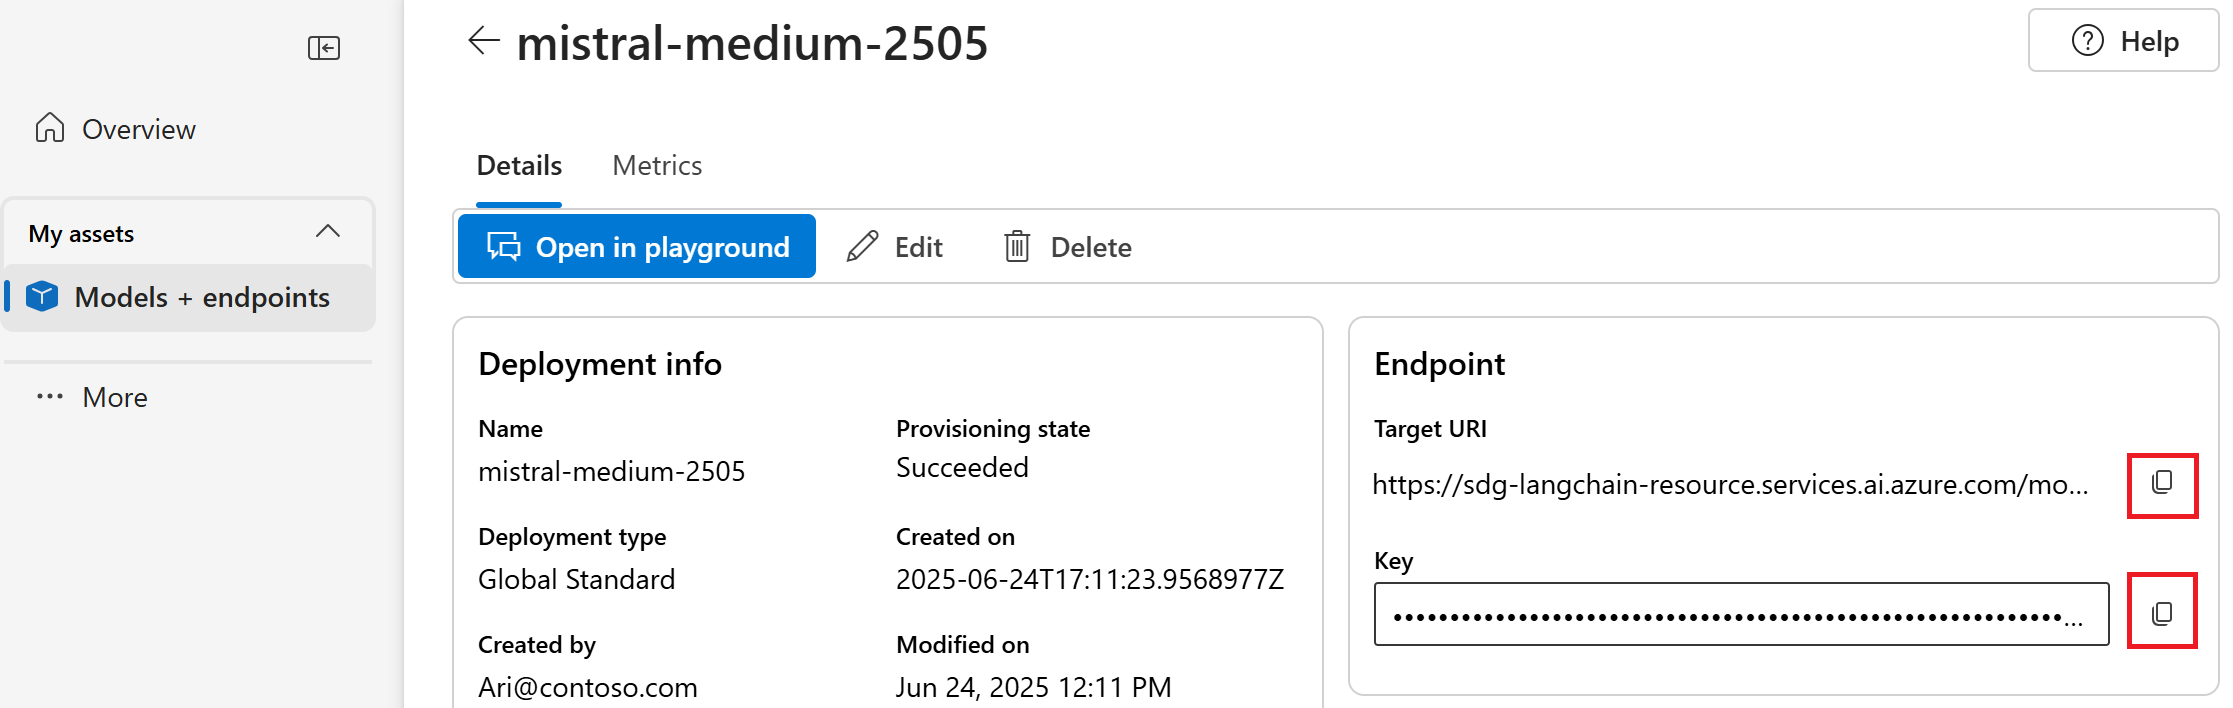 mistral-medium-2505
Help
Overview
Details
Metrics
My assets
Open in playground
Edit
Delete
Models + endpoints
More
Deployment info
Name
mistral-medium-2505
Provisioning state
Succeeded
Deployment type
Global Standard
Created on
2025-06-24T17:11:23.9568977Z
Created by
Ari@contoso.com
Modified on
Jun 24, 2025 12:11 PM
Endpoint
Target URI
https://sdg-langchain-resource.services.ai.azure.com/mo...
Key